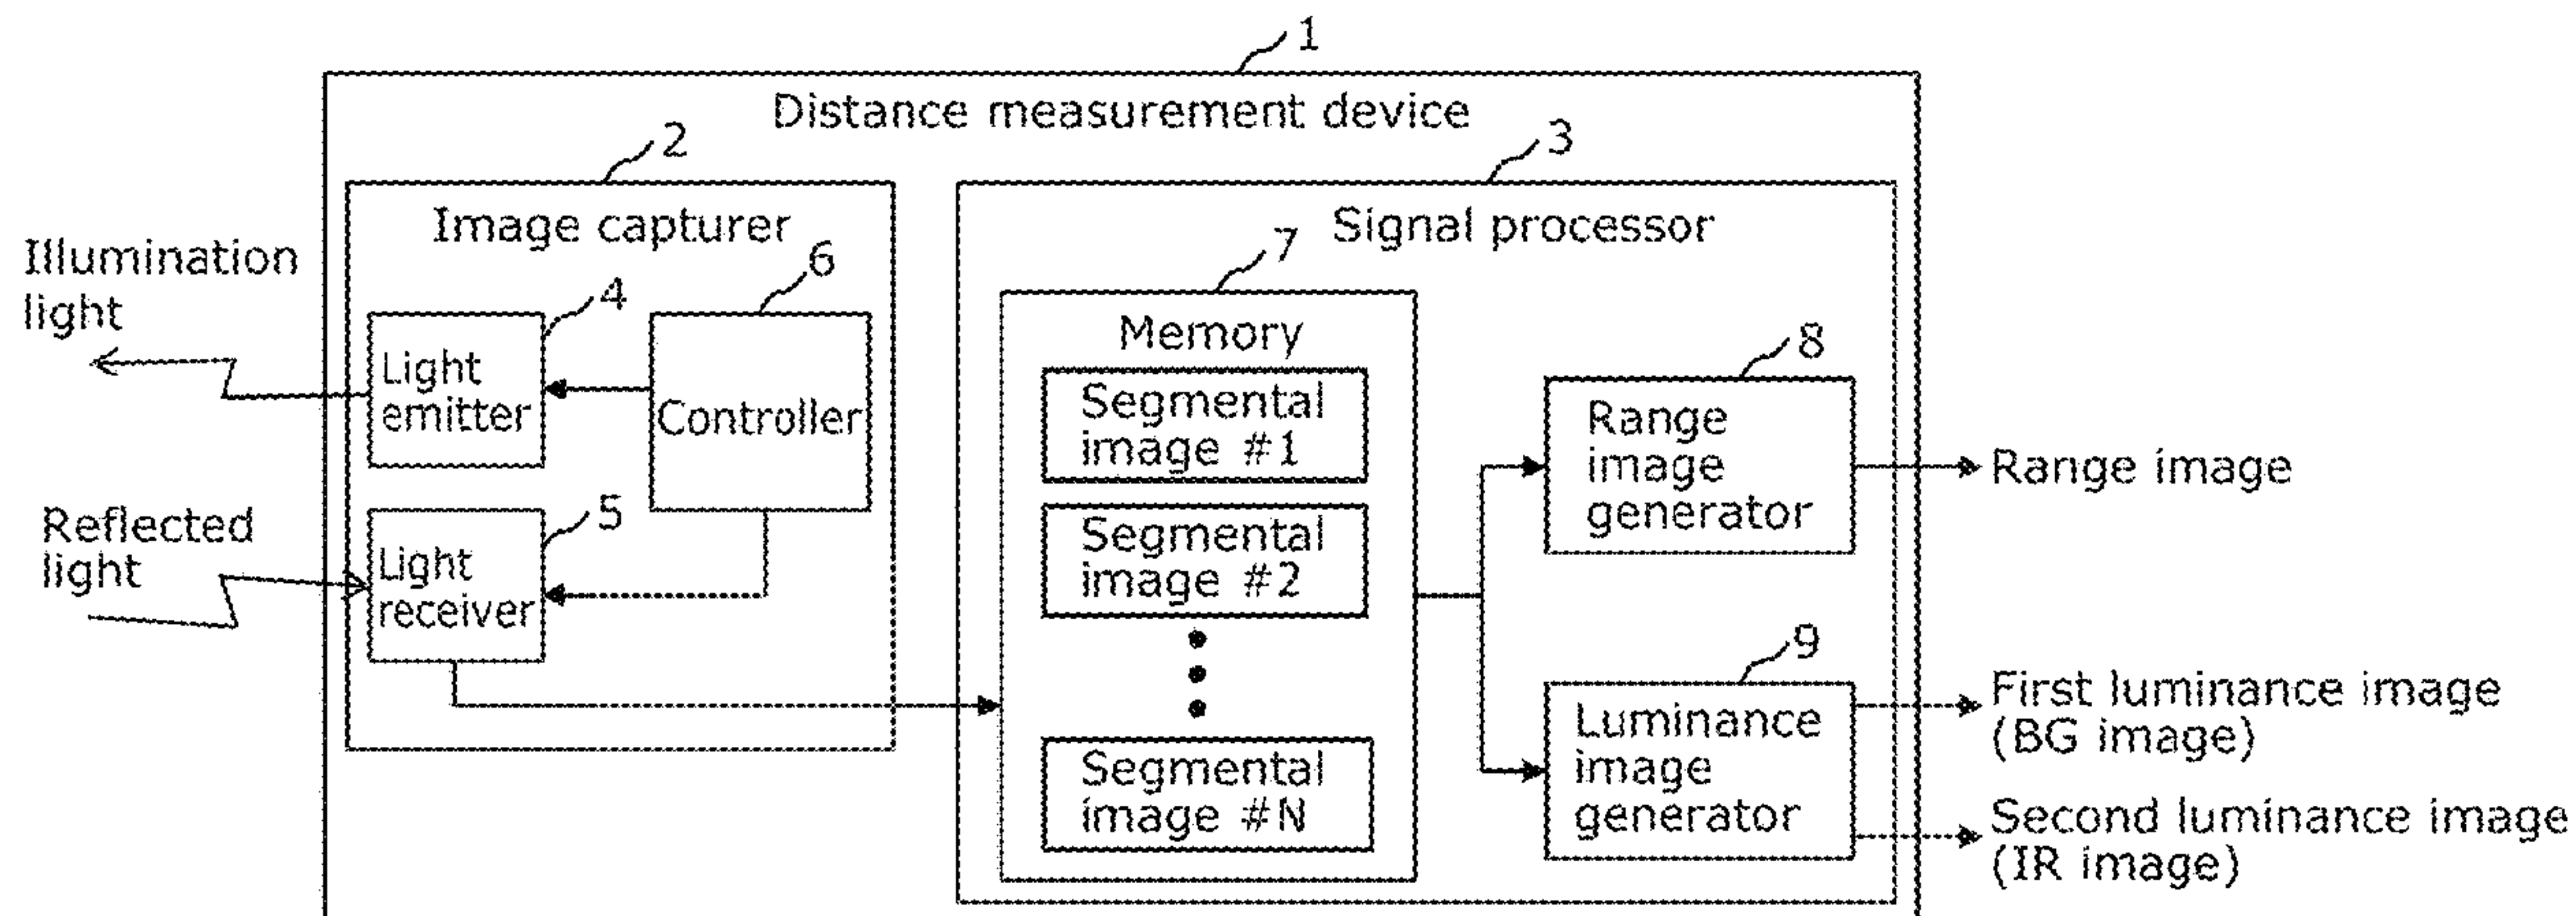 1
Distance measurement device
2
3
Image capturer
Signal processor
Illumination
light
4
6
7
Memory
Light
emitter
Controller
Segmental
image #1
8
Range
image
generator
Range image
Reflected
light
5
Light
receiver
Segmental
image #2
9
Luminance
image
generator
First luminance image
(BG image)
Segmental
image #N
Second luminance image
(IR image)